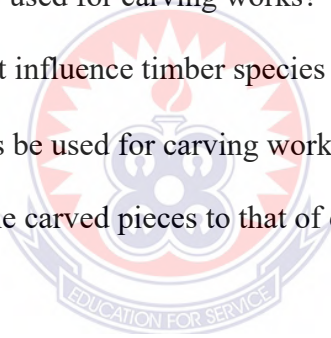 used for carving works?
t influence timber species
s be used for carving work
e carved pieces to that of
EDUCATION FOR SERVICE